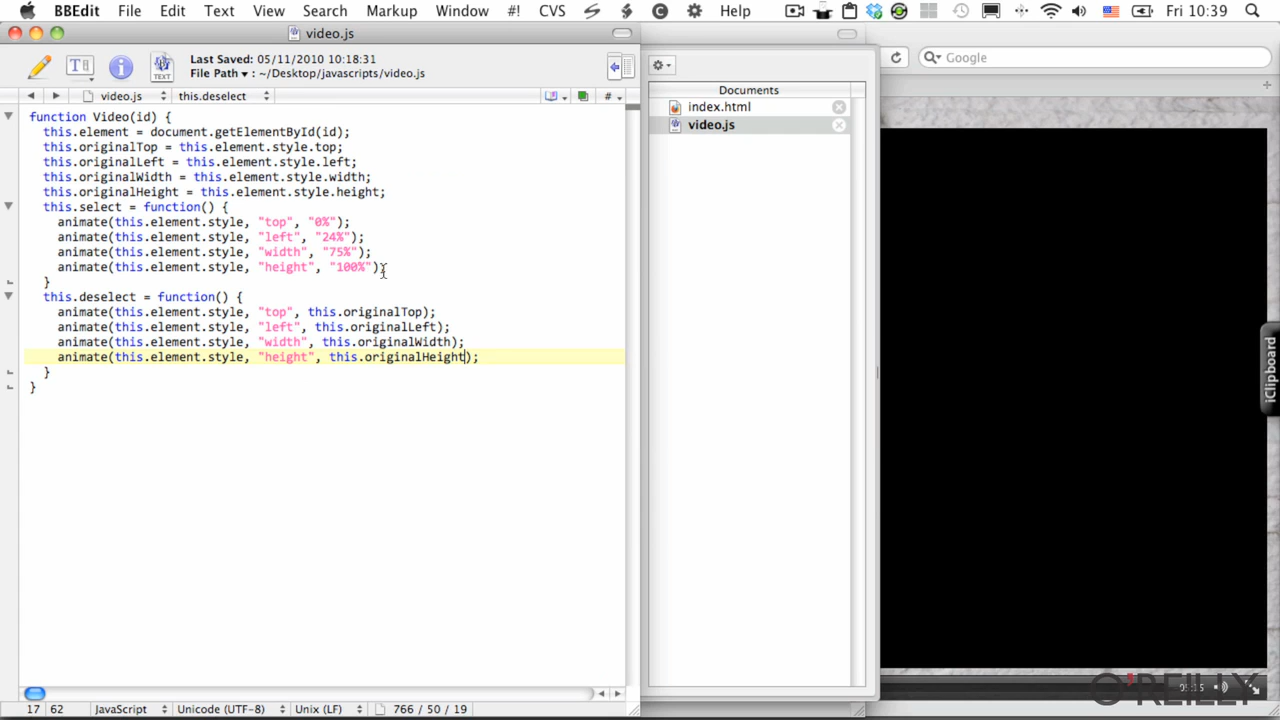 BBEdit File Edit Text View Search Markup Window #! CVS Help Fri 10:39
video.js
Last Saved: 05/11/2010 10:18:31
File Path ▾ : ~/Desktop/javascripts/video.js
TEXT
video.js this.deselect #
function Video(id) {
this.element = document.getElementById(id);
this.originalTop = this.element.style.top;
this.originalLeft = this.element.style.left;
this.originalWidth = this.element.style.width;
this.originalHeight = this.element.style.height;
this.select = function() {
animate(this.element.style, "top", "0%");
animate(this.element.style, "left", "24%");
animate(this.element.style, "width", "75%");
animate(this.element.style, "height", "100%");
}
this.deselect = function() {
animate(this.element.style, "top", this.originalTop);
animate(this.element.style, "left", this.originalLeft);
animate(this.element.style, "width", this.originalWidth);
animate(this.element.style, "height", this.originalHeight);
}
}
17 62 JavaScript Unicode (UTF-8) Unix (LF) 766 / 50 / 19
Documents
index.html
video.js
Google
iClipboard
O'REILLY